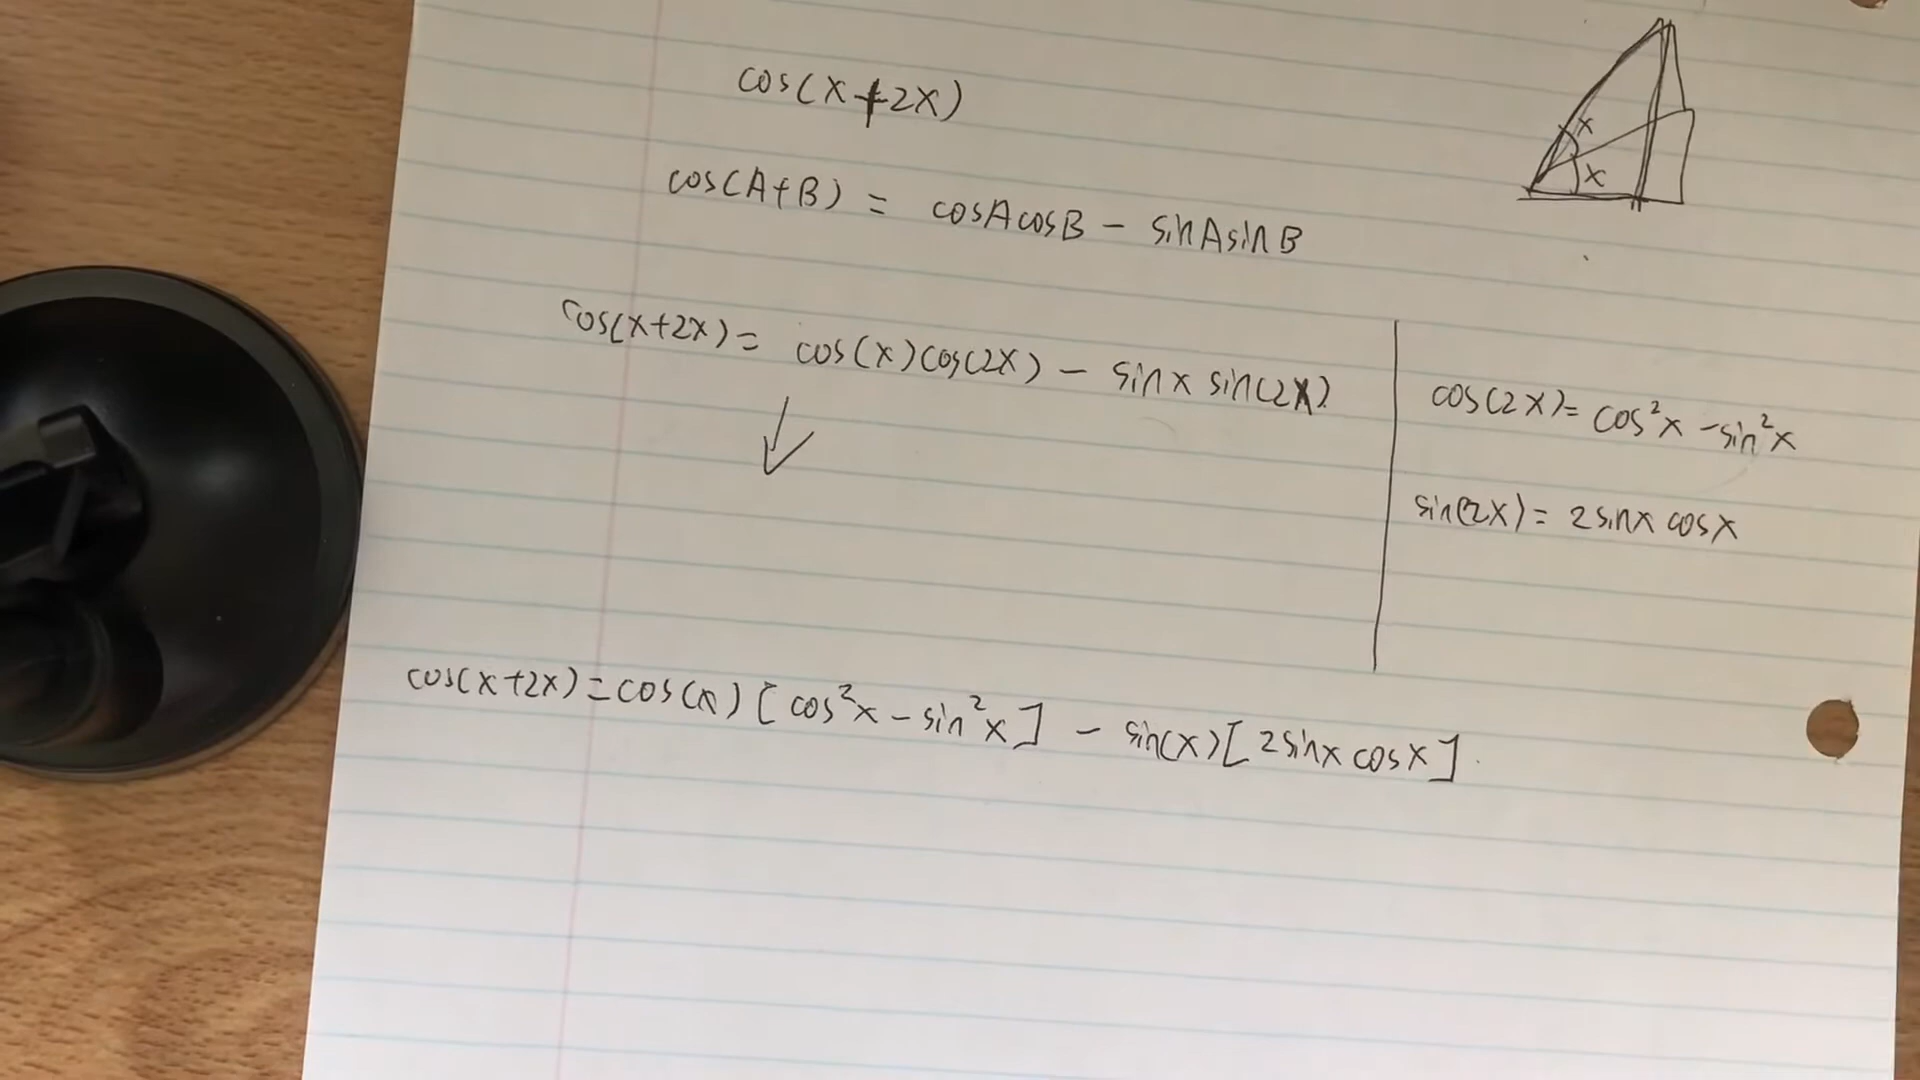 cos(x+2x)
x
x
cos(A+B) = cosAcosB - sinAsinB
cos(x+2x) = cos(x)cos(2x) - sinx sin(2x)
cos(2x) = cos²x - sin²x
sin(2x) = 2sinx cosx
cos(x+2x) = cos(x) [cos²x - sin²x] - sin(x)[2sinx cosx]